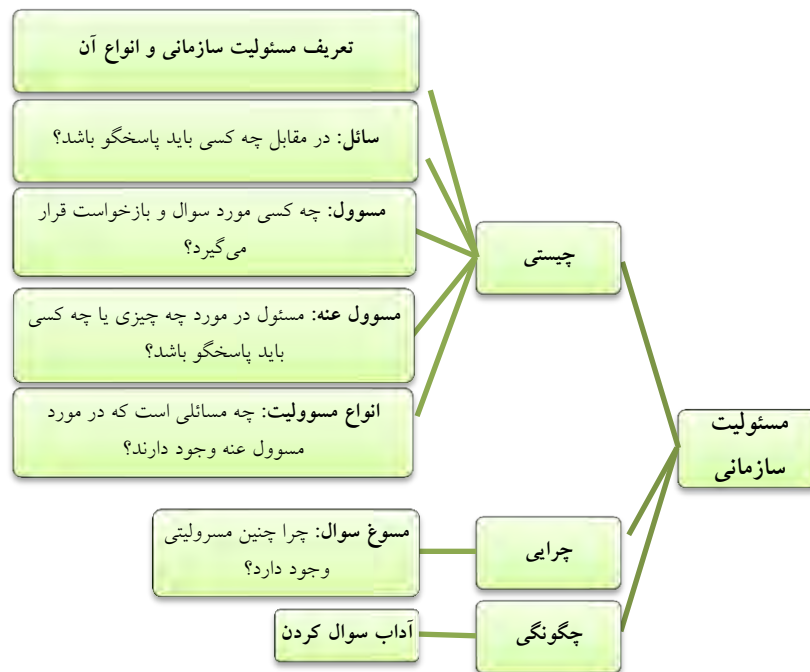 مسئولیت
سازمانی
چیستی
تعریف مسئولیت سازمانی و انواع آن
سائل: در مقابل چه کسی باید پاسخگو باشد؟
مسوول: چه کسی مورد سوال و بازخواست قرار
می‌گیرد؟
مسوول عنه: مسئول در مورد چه چیزی یا چه کسی
باید پاسخگو باشد؟
انواع مسوولیت: چه مسائلی است که در مورد
مسوول عنه وجود دارند؟
چرایی
مسوغ سوال: چرا چنین مسرولیتی
وجود دارد؟
چگونگی
آداب سوال کردن